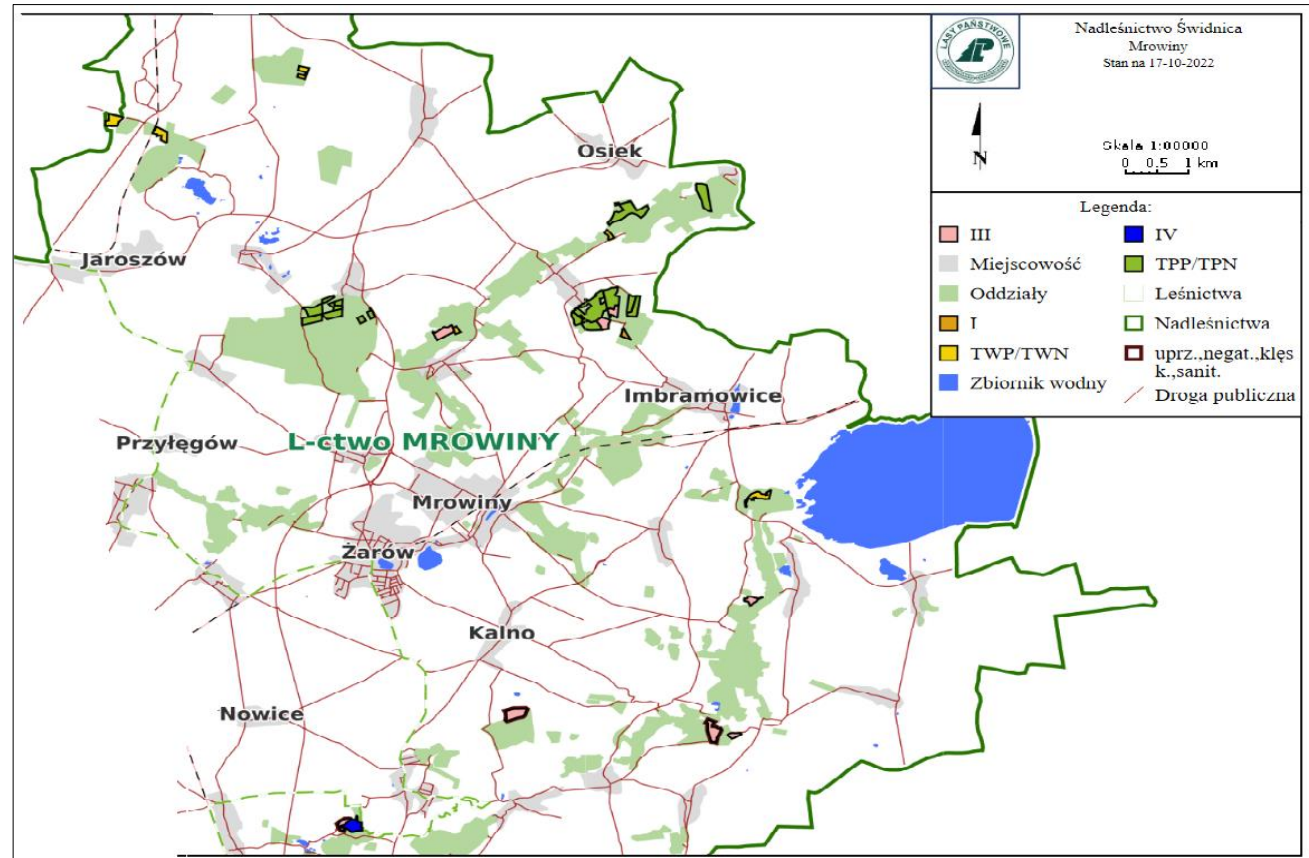 LASY PAŃSTWOWE
Nadleśnictwo Świdnica
Mrowiny
Stan na 17-10-2022
N
Skala 1:00000
0 0.5 1 km
Legenda:
III
IV
Miejscowość
TPP/TPN
Oddziały
Leśnictwa
I
Nadleśnictwa
TWP/TWN
uprz.,negat.,klęs
k.,sanit.
Zbiornik wodny
Droga publiczna
Osiek
Jaroszów
Imbramowice
Przyłęgów
L-ctwo MROWINY
Mrowiny
Żarów
Kalno
Nowice